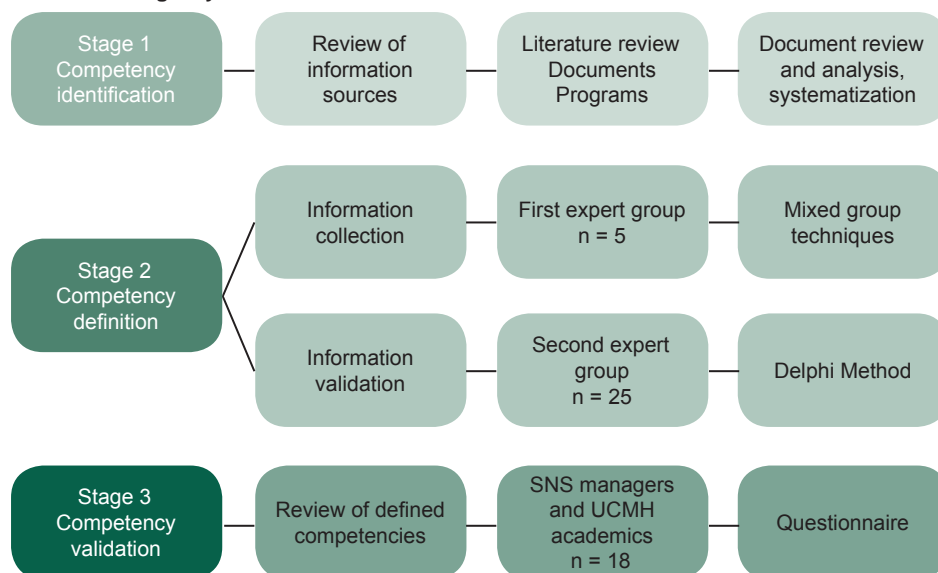 Stage 1
Competency
identification
Review of
information
sources
Literature review
Documents
Programs
Document review
and analysis,
systematization
Stage 2
Competency
definition
Information
collection
First expert group
n = 5
Mixed group
techniques
Information
validation
Second expert
group
n = 25
Delphi Method
Stage 3
Competency
validation
Review of defined
competencies
SNS managers
and UCMH
academics
n = 18
Questionnaire